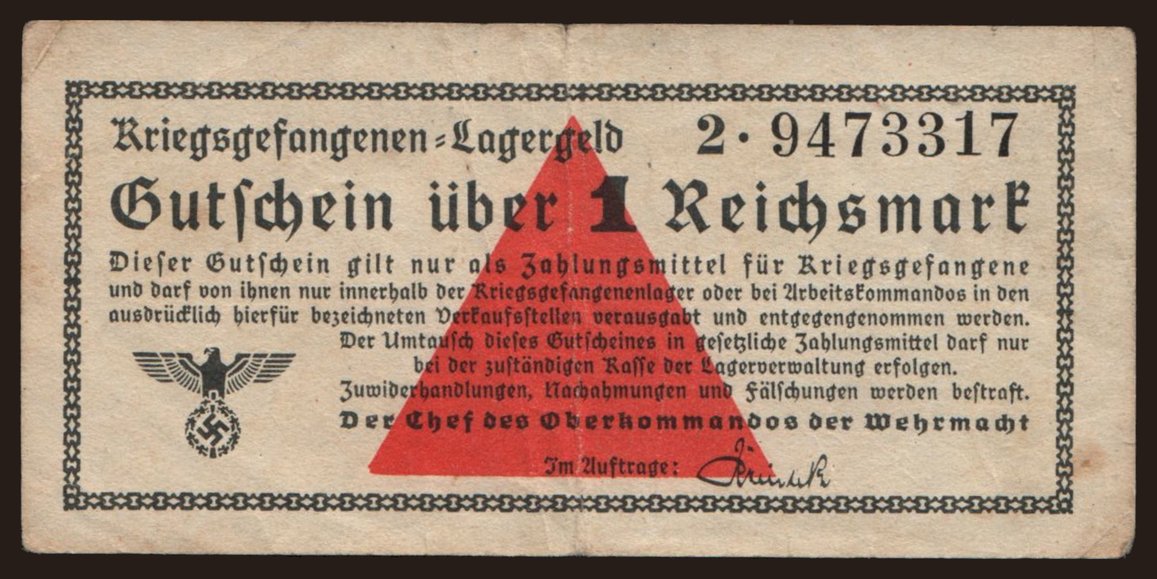 Kriegsgefangenen-Lagergeld 2·9473317
Gutschein über 1 Reichsmark
Dieser Gutschein gilt nur als Zahlungsmittel für Kriegsgefangene
und darf von ihnen nur innerhalb der Kriegsgefangenenlager oder bei Arbeitskommandos in den
ausdrücklich hierfür bezeichneten Verkaufsstellen verausgabt und entgegengenommen werden.
Der Umtausch dieses Gutscheines in gesetzliche Zahlungsmittel darf nur
bei der zuständigen Kasse der Lagerverwaltung erfolgen.
Zuwiderhandlungen, Nachahmungen und Fälschungen werden bestraft.
Der Chef des Oberkommandos der Wehrmacht
Im Auftrage: